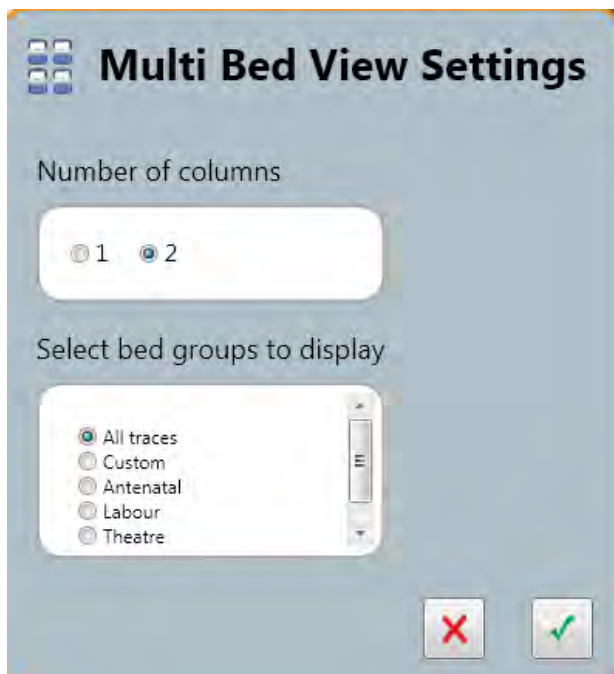 Multi Bed View Settings
Number of columns
1 2
Select bed groups to display
All traces
Custom
Antenatal
Labour
Theatre